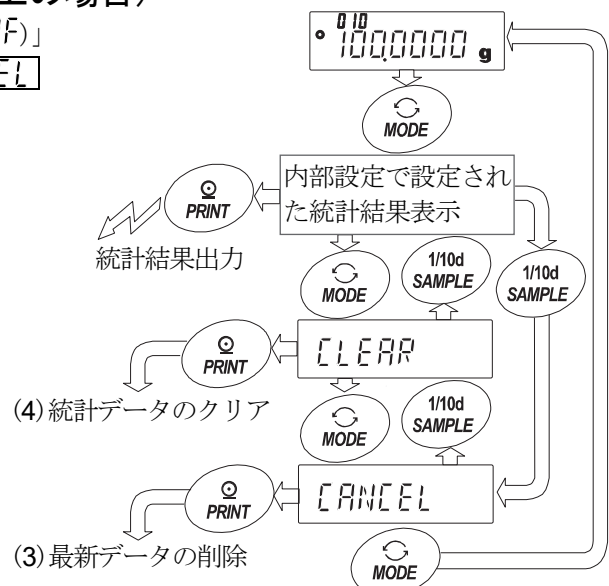 上の場合）
F)」
EL
010
100.0000 g
MODE
内部設定で設定され
た統計結果表示
PRINT
統計結果出力
MODE
1/10d
SAMPLE
1/10d
SAMPLE
PRINT
CLEAR
(4)統計データのクリア
MODE
1/10d
SAMPLE
PRINT
CANCEL
(3)最新データの削除
MODE